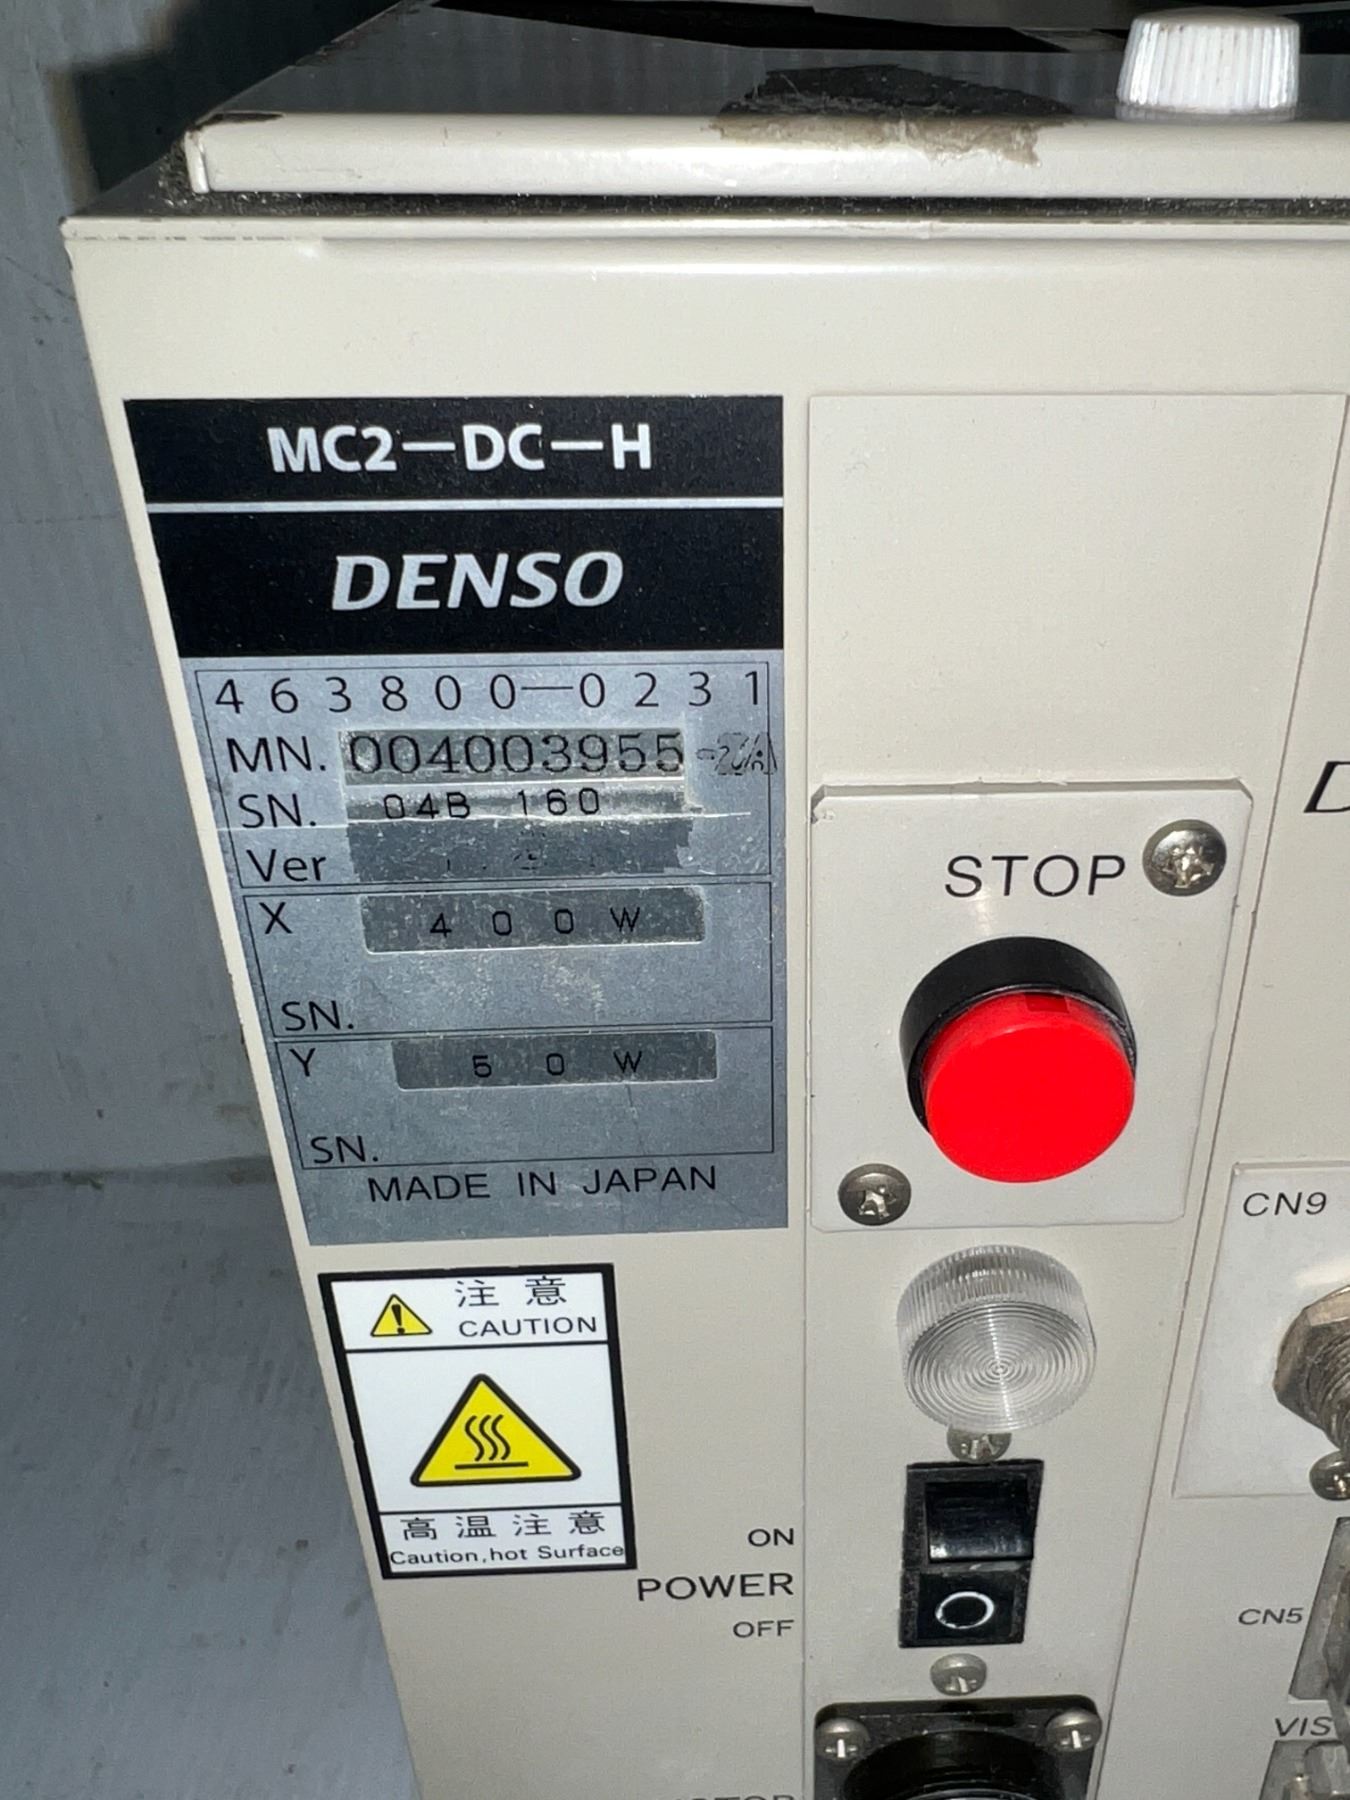 MC2-DC-H
DENSO
463800-0231
MN. 004003955
SN. 04B 160
Ver
X 400W
SN.
Y 50W
SN.
MADE IN JAPAN
STOP
CN9
注意
CAUTION
高温注意
Caution,hot Surface
ON
POWER
OFF
CN5